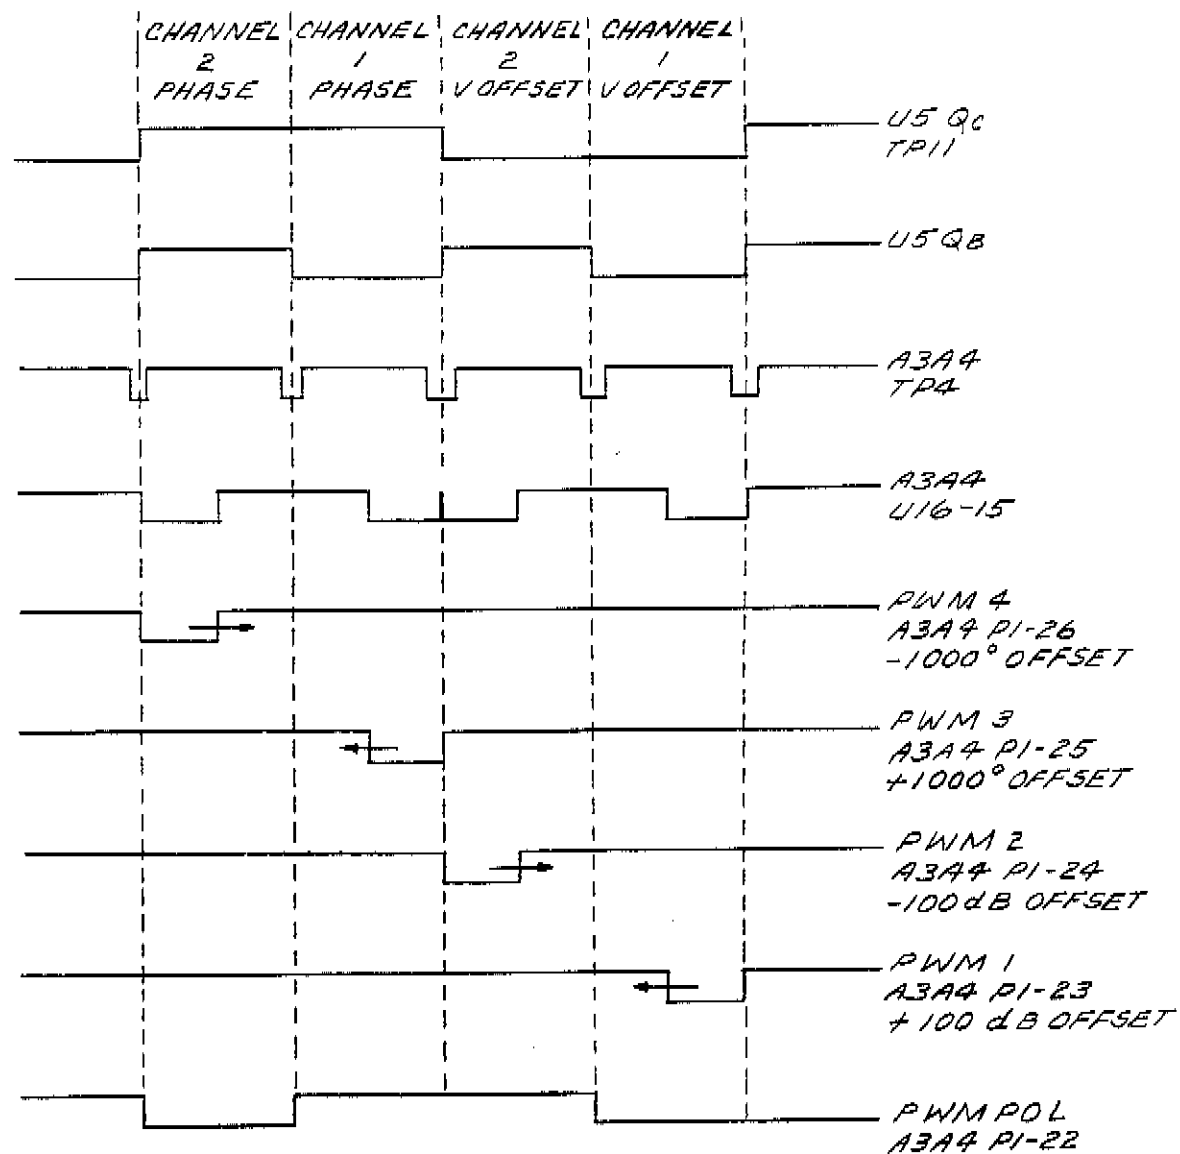 CHANNEL 2 PHASE
CHANNEL 1 PHASE
CHANNEL 2 V OFFSET
CHANNEL 1 V OFFSET
U5 QC
TP11
U5 QB
A3A4
TP4
A3A4
U16-15
PWM 4
A3A4 P1-26
-1000° OFFSET
PWM 3
A3A4 P1-25
+1000° OFFSET
PWM 2
A3A4 P1-24
-100 dB OFFSET
PWM 1
A3A4 P1-23
+100 dB OFFSET
PWM POL
A3A4 P1-22